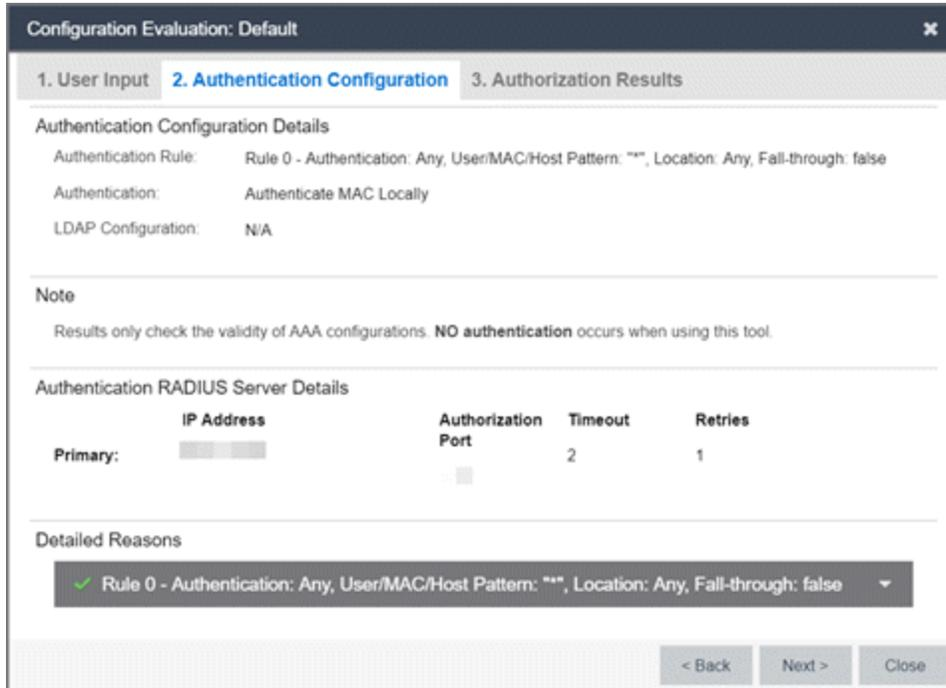 Configuration Evaluation: Default
1. User Input 2. Authentication Configuration 3. Authorization Results
Authentication Configuration Details
Authentication Rule: Rule 0 - Authentication: Any, User/MAC/Host Pattern: "*", Location: Any, Fall-through: false
Authentication: Authenticate MAC Locally
LDAP Configuration: N/A
Note
Results only check the validity of AAA configurations. NO authentication occurs when using this tool.
Authentication RADIUS Server Details
IP Address Authorization Timeout Retries
Port
Primary: 2 1
Detailed Reasons
Rule 0 - Authentication: Any, User/MAC/Host Pattern: "*", Location: Any, Fall-through: false
< Back Next > Close